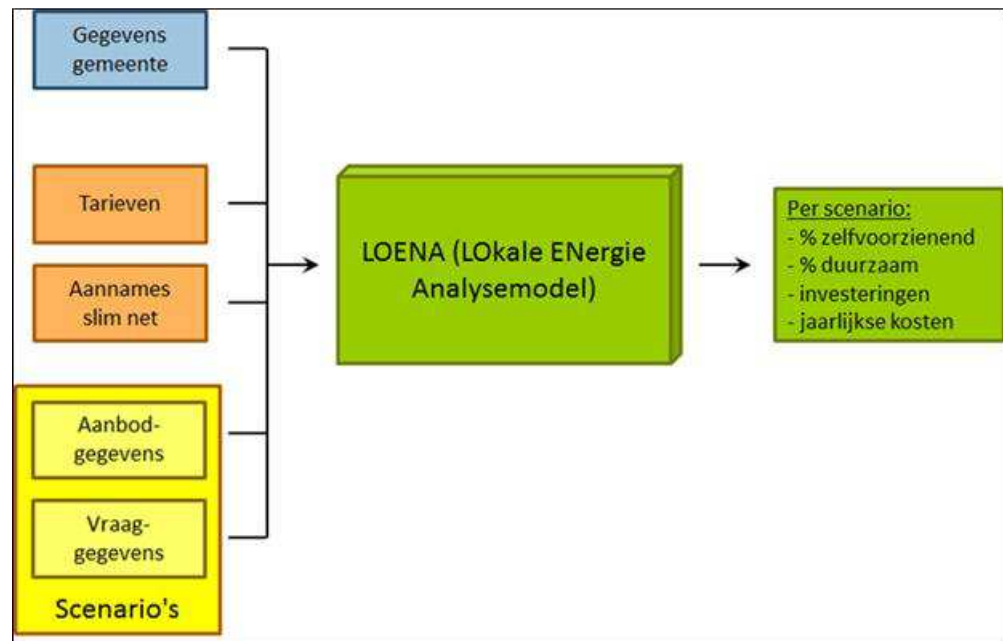 Gegevens
gemeente
Tarieven
Aannames
slim net
Aanbod-
gegevens
Vraag-
gegevens
Scenario's
LOENA (LOkale ENergie
Analysemodel)
Per scenario:
- % zelfvoorzienend
- % duurzaam
- investeringen
- jaarlijkse kosten